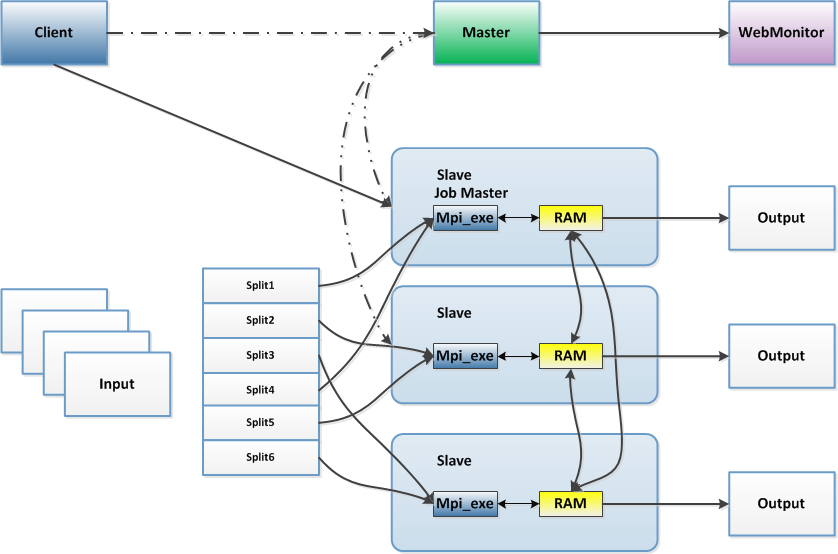 Client
Master
WebMonitor
Slave
Job Master
Mpi_exe
RAM
Output
Split1
Split2
Split3
Split4
Split5
Split6
Input
Slave
Mpi_exe
RAM
Output
Slave
Mpi_exe
RAM
Output